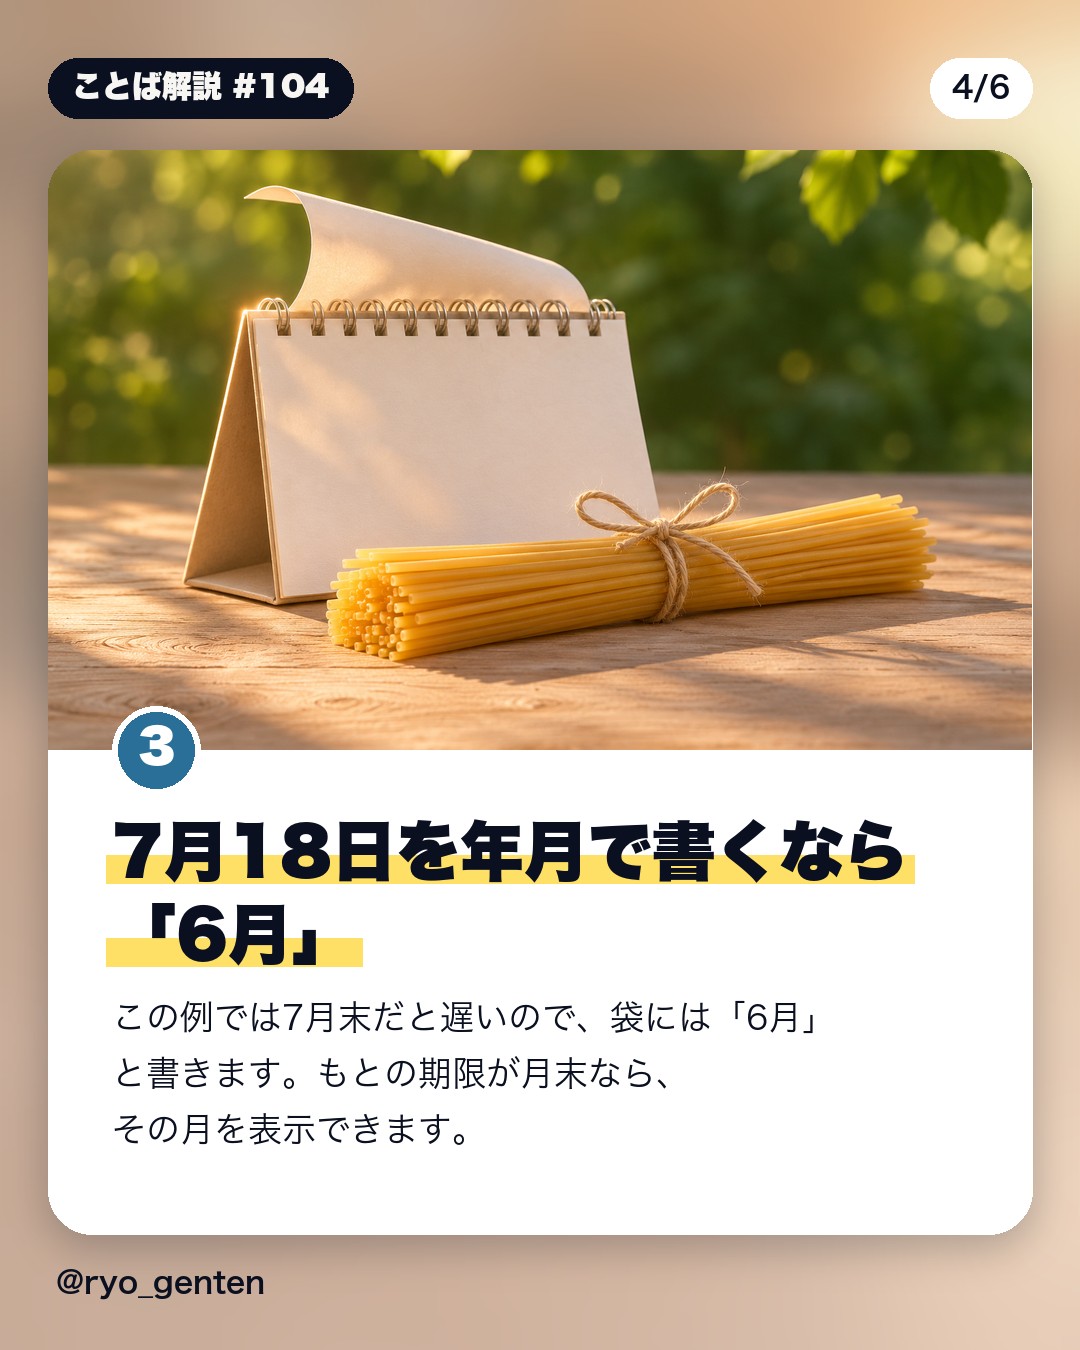 ことば解説 #104
4/6
3
7月18日を年月で書くなら
「6月」
この例では7月末だと遅いので、袋には「6月」
と書きます。もとの期限が月末なら、
その月を表示できます。
@ryo_genten